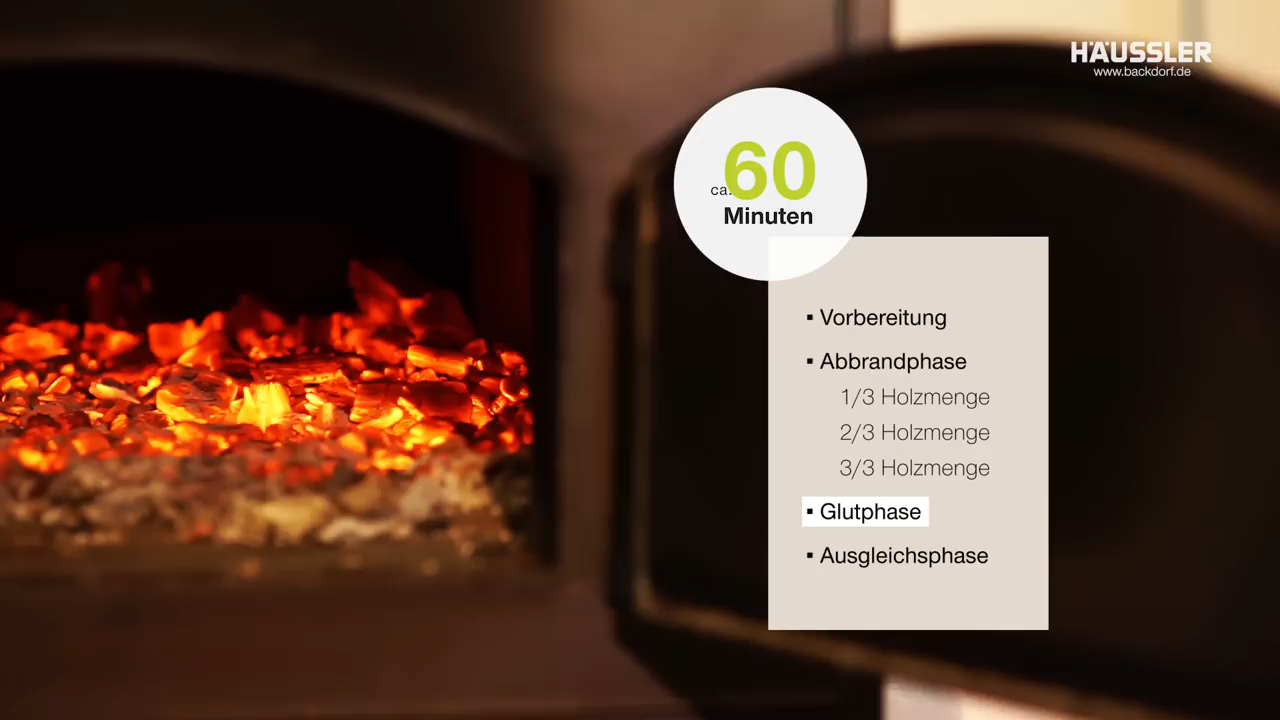 HÄUSSLER
www.backdorf.de
ca. 60
Minuten
▪ Vorbereitung
▪ Abbrandphase
1/3 Holzmenge
2/3 Holzmenge
3/3 Holzmenge
▪ Glutphase
▪ Ausgleichsphase